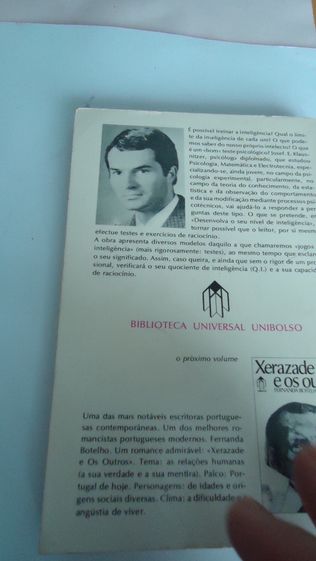 É possível treinar a inteligência? Qual o limi-
te da inteligência de cada um? O que pode-
mos saber do nosso próprio intelecto? O que
é um «bom» teste psicológico? Josef. E. Klaus-
nitzer, psicólogo diplomado, que estudou
Psicologia, Matemática e Electrotecnia, espe-
cializando-se, ainda jovem, no campo da psi-
cologia experimental, particularmente, no
campo da teoria do conhecimento, da esta-
tística e da observação do comportamento
e da sua modificação mediante processos psi-
cotécnicos, vai ajudá-lo a responder a per-
guntas deste tipo. O que se pretende, em
«Desenvolva o seu nível de inteligência»,
tornar possível que o leitor, por si mesmo
efectue testes e exercícios de raciocínio.
A obra apresenta diversos modelos daquilo a que chamaremos «jogos
inteligência» (mais rigorosamente: testes), ao mesmo tempo que esclare
o seu significado. Assim, caso queira, e ainda que sem o rigor de um pro
sional, verificará o seu quociente de inteligência (Q.I.) e a sua capacida
de raciocínio.
BIBLIOTECA UNIVERSAL UNIBOLSO
o próximo volume
Xerazade
e os ou
FERNANDA BOTELHO
Uma das mais notáveis escritoras portugue-
sas contemporâneas. Um dos melhores ro-
mancistas portugueses modernos. Fernanda
Botelho. Um romance admirável: «Xerazade
e Os Outros». Tema: as relações humanas
(a sua verdade e a sua mentira). Palco: Por-
tugal de hoje. Personagens: de idades e ori-
gens sociais diversas. Clima: a dificuldade e
angústia de viver.